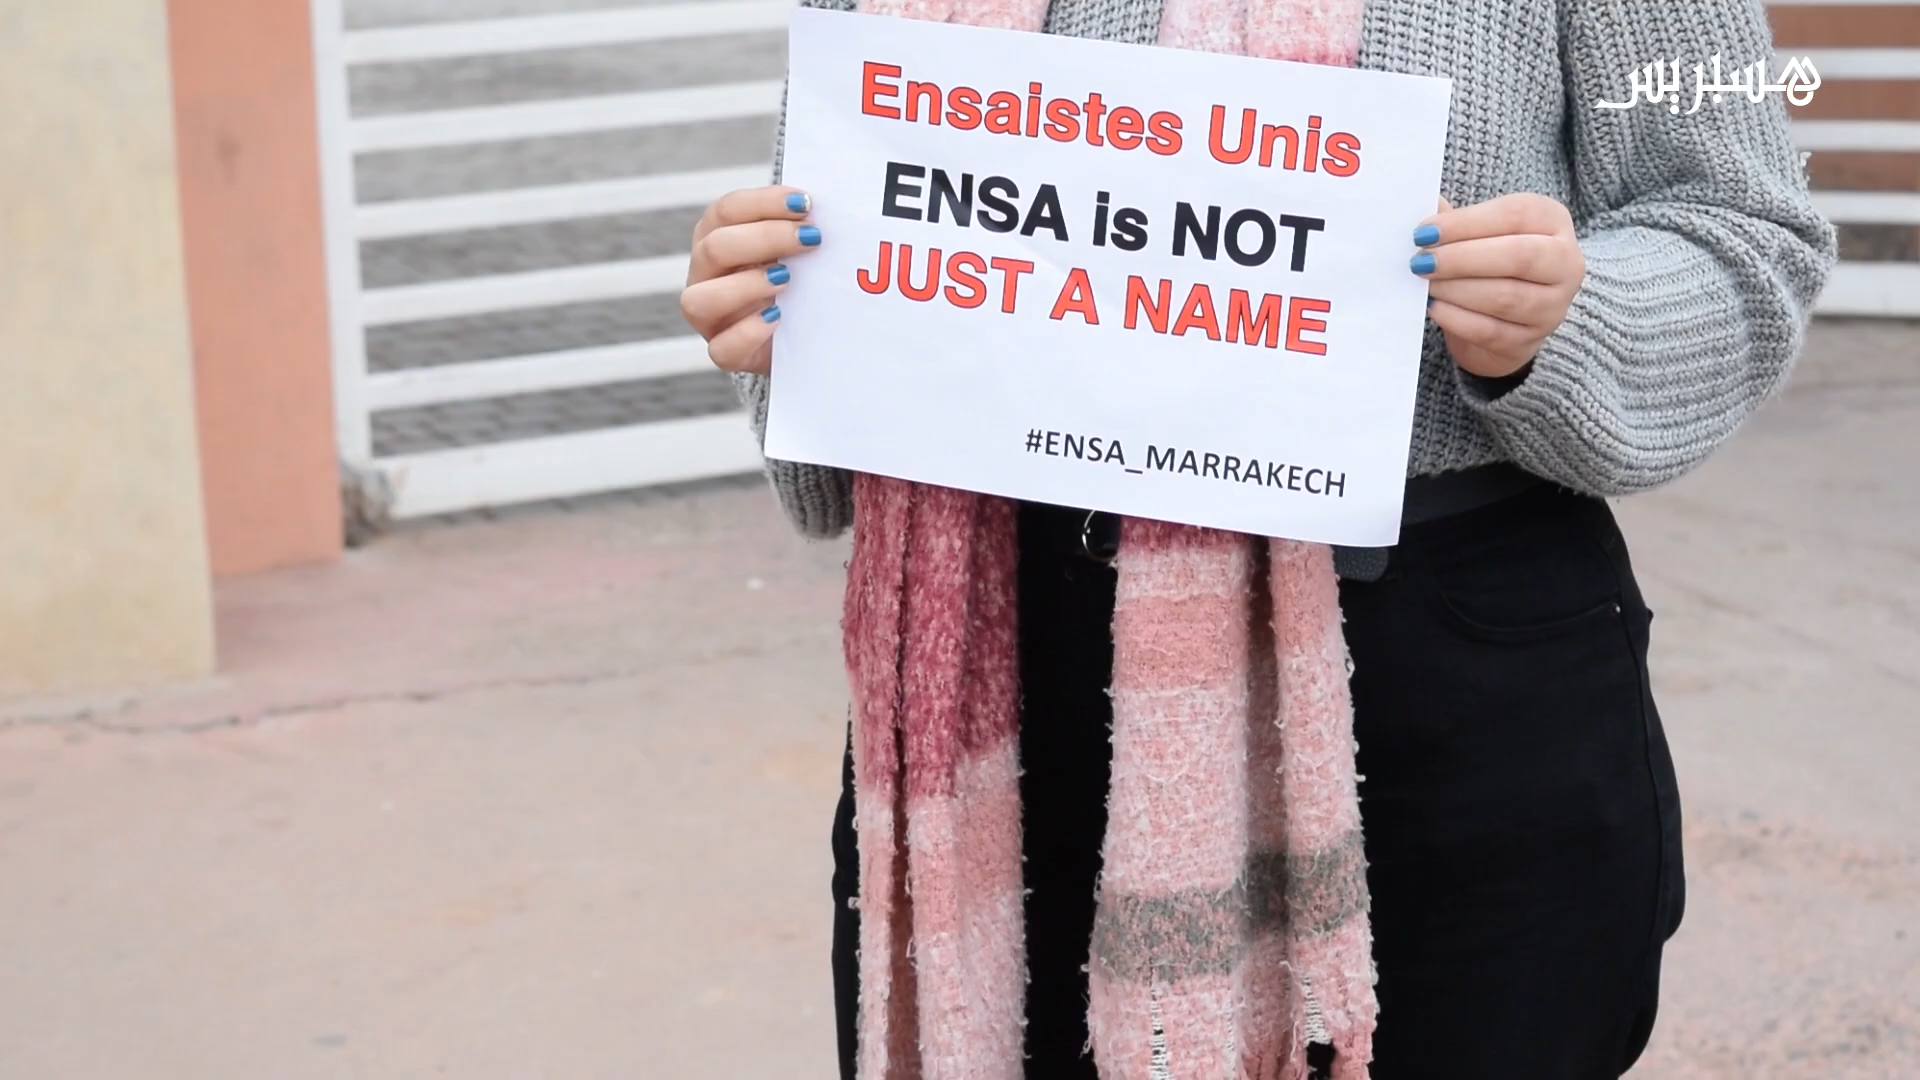 هسبريس
Ensaistes Unis
ENSA is NOT
JUST A NAME
#ENSA_MARRAKECH